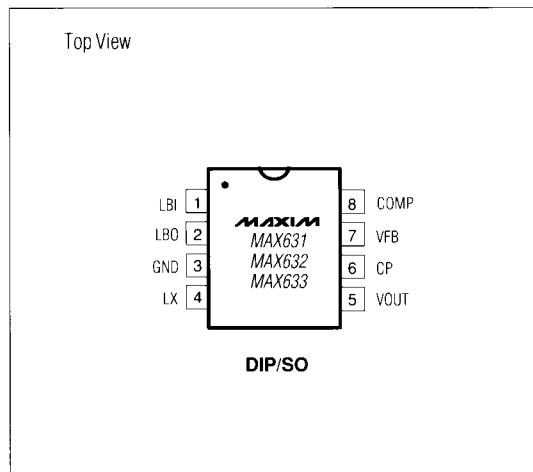 Top View
LBI 1
LBO 2
GND 3
LX 4
MAXIM
MAX631
MAX632
MAX633
8 COMP
7 VFB
6 CP
5 VOUT
DIP/SO